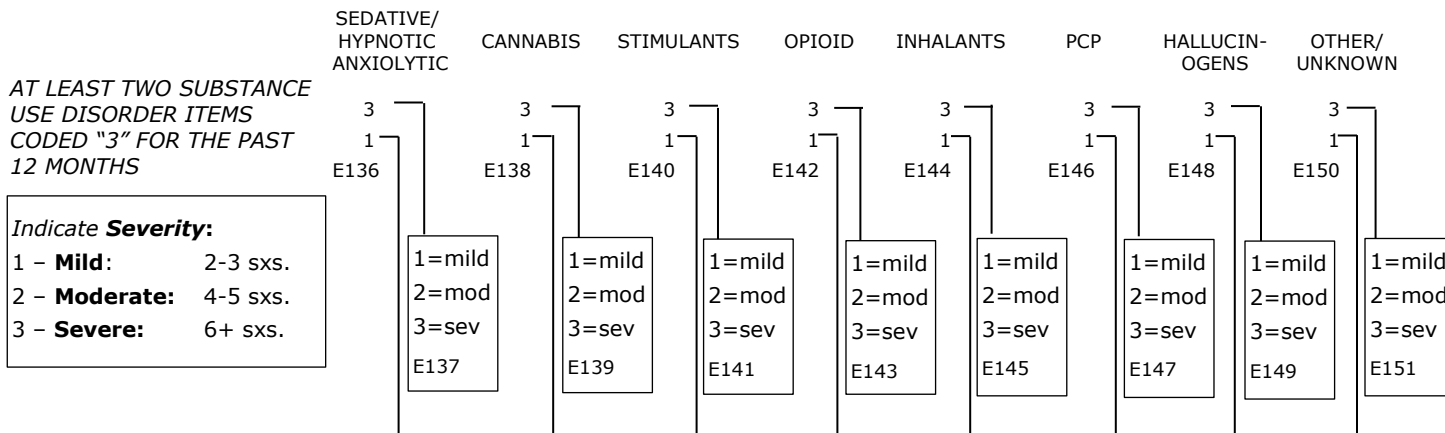 SEDATIVE/
HYPNOTIC
ANXIOLYTIC
CANNABIS
STIMULANTS
OPIOID
INHALANTS
PCP
HALLUCIN-
OGENS
OTHER/
UNKNOWN
AT LEAST TWO SUBSTANCE
USE DISORDER ITEMS
CODED “3” FOR THE PAST
12 MONTHS
3 3 3 3 3 3 3 3
1 1 1 1 1 1 1 1
E136 E138 E140 E142 E144 E146 E148 E150
Indicate Severity:
1 – Mild: 2-3 sxs.
2 – Moderate: 4-5 sxs.
3 – Severe: 6+ sxs.
1=mild 1=mild 1=mild 1=mild 1=mild 1=mild 1=mild 1=mild
2=mod 2=mod 2=mod 2=mod 2=mod 2=mod 2=mod 2=mod
3=sev 3=sev 3=sev 3=sev 3=sev 3=sev 3=sev 3=sev
E137 E139 E141 E143 E145 E147 E149 E151